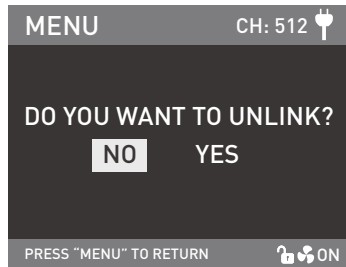 MENU CH: 512
DO YOU WANT TO UNLINK?
NO YES
PRESS “MENU” TO RETURN ON